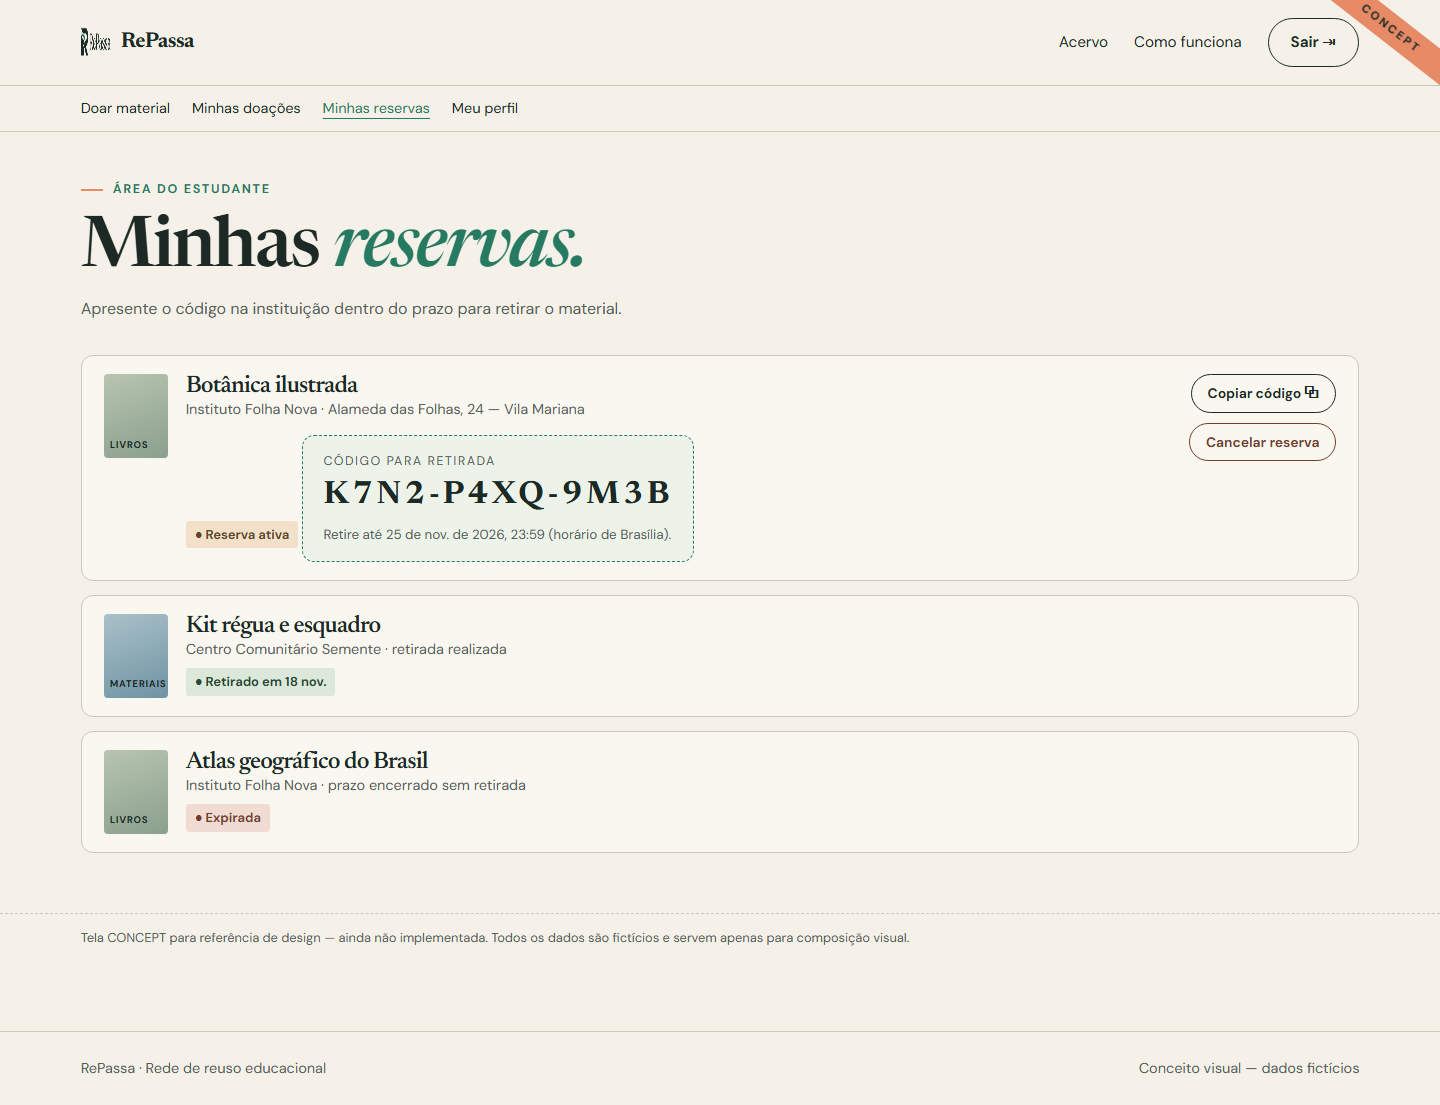 RePassa
Acervo
Como funciona
Sair ⇥
CONCEPT
Doar material
Minhas doações
Minhas reservas
Meu perfil
ÁREA DO ESTUDANTE
Minhas reservas.
Apresente o código na instituição dentro do prazo para retirar o material.
LIVROS
Botânica ilustrada
Instituto Folha Nova · Alameda das Folhas, 24 — Vila Mariana
● Reserva ativa
CÓDIGO PARA RETIRADA
K7N2-P4XQ-9M3B
Retire até 25 de nov. de 2026, 23:59 (horário de Brasília).
Copiar código
Cancelar reserva
MATERIAIS
Kit régua e esquadro
Centro Comunitário Semente · retirada realizada
● Retirado em 18 nov.
LIVROS
Atlas geográfico do Brasil
Instituto Folha Nova · prazo encerrado sem retirada
● Expirada
Tela CONCEPT para referência de design — ainda não implementada. Todos os dados são fictícios e servem apenas para composição visual.
RePassa · Rede de reuso educacional
Conceito visual — dados fictícios